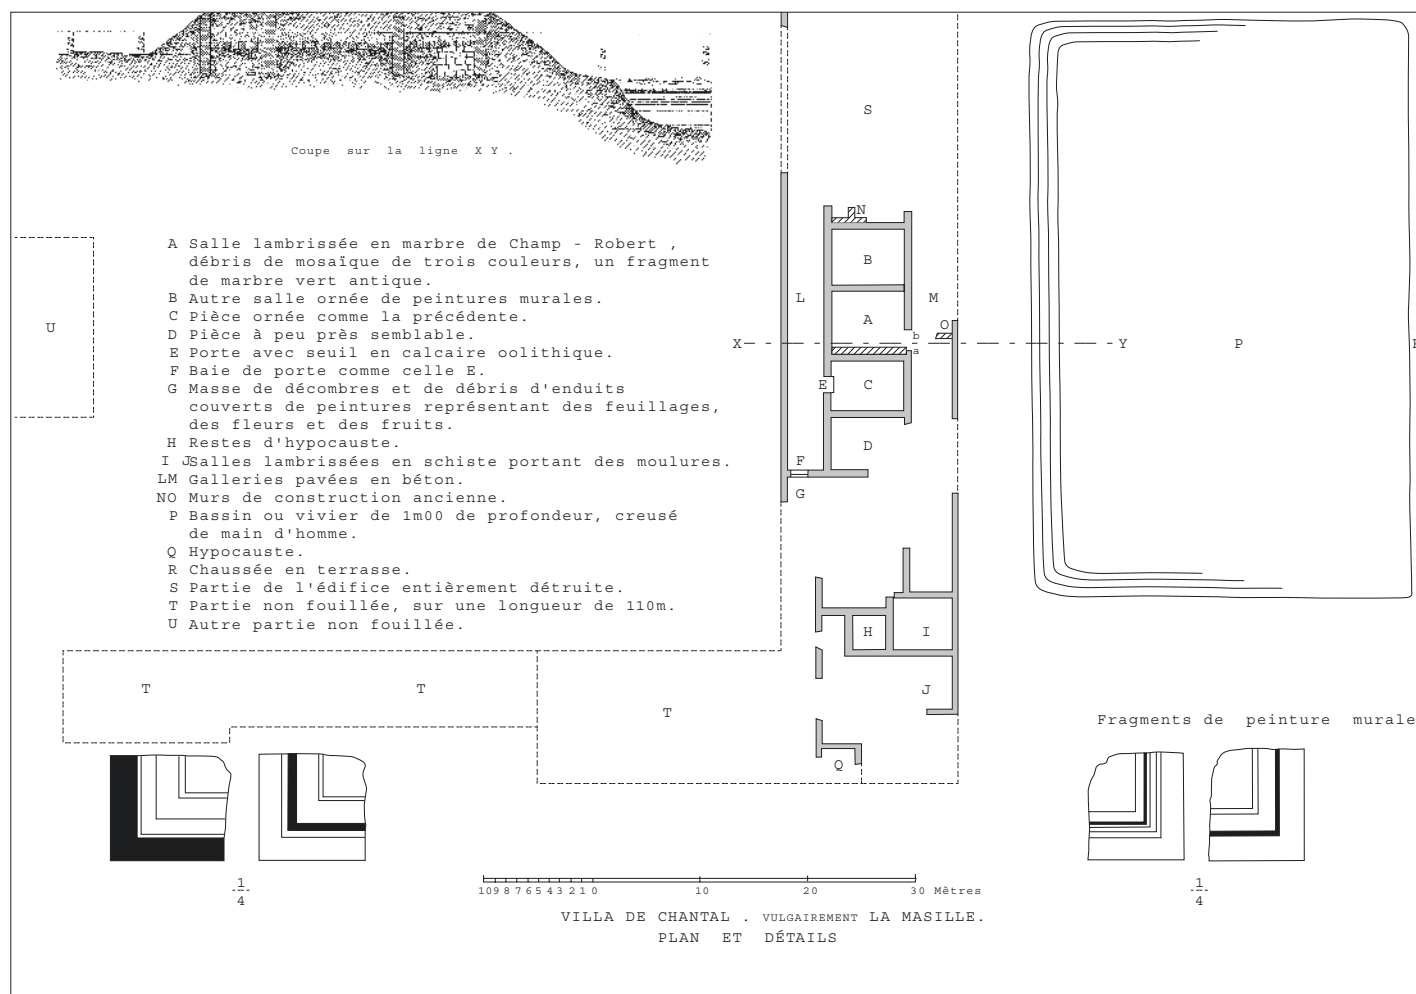 Coupe sur la ligne X Y .
A Salle lambrissée en marbre de Champ - Robert ,
débris de mosaïque de trois couleurs, un fragment
de marbre vert antique.
B Autre salle ornée de peintures murales.
C Pièce ornée comme la précédente.
D Pièce à peu près semblable.
E Porte avec seuil en calcaire oolithique.
F Baie de porte comme celle E.
G Masse de décombres et de débris d'enduits
couverts de peintures représentant des feuillages,
des fleurs et des fruits.
H Restes d'hypocauste.
I J Salles lambrissées en schiste portant des moulures.
LM Galleries pavées en béton.
NO Murs de construction ancienne.
P Bassin ou vivier de 1m00 de profondeur, creusé
de main d'homme.
Q Hypocauste.
R Chaussée en terrasse.
S Partie de l'édifice entièrement détruite.
T Partie non fouillée, sur une longueur de 110m.
U Autre partie non fouillée.
U
S
N
B
L
M
A
O
b
X
a
Y
P
E
C
D
F
G
H
I
J
T
T
T
Q
Fragments de peinture murale
1
4
1
4
10 9 8 7 6 5 4 3 2 1 0 10 20 30 Mètres
VILLA DE CHANTAL . VULGAIREMENT LA MASILLE.
PLAN ET DÉTAILS